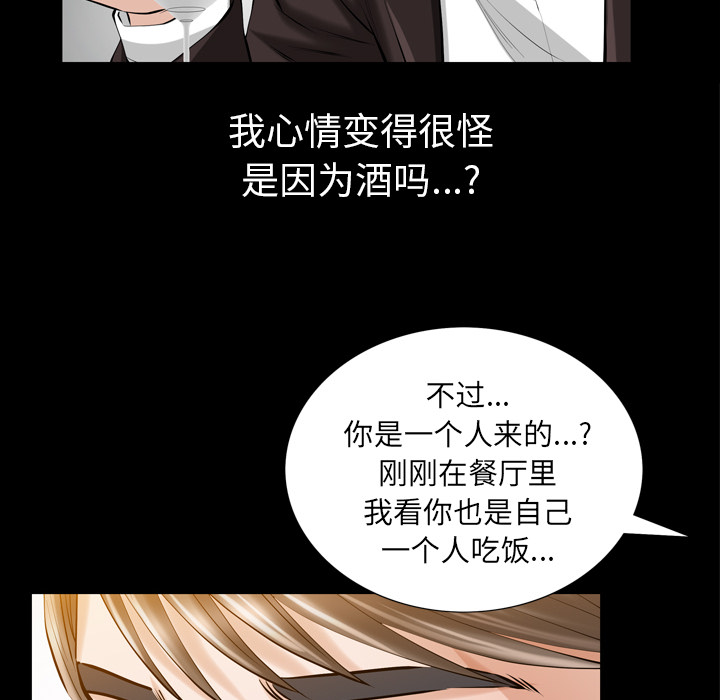 我心情变得很怪
是因为酒吗...?
不过...
你是一个人来的...?
刚刚在餐厅里
我看你也是自己
一个人吃饭...